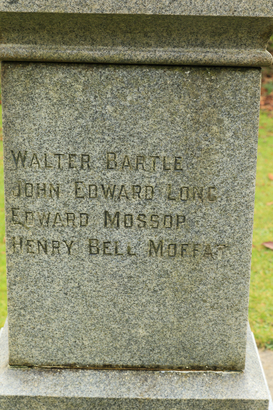 WALTER BARTLE
JOHN EDWARD LONG
EDWARD MOSSOP
HENRY BELL MOFFAT